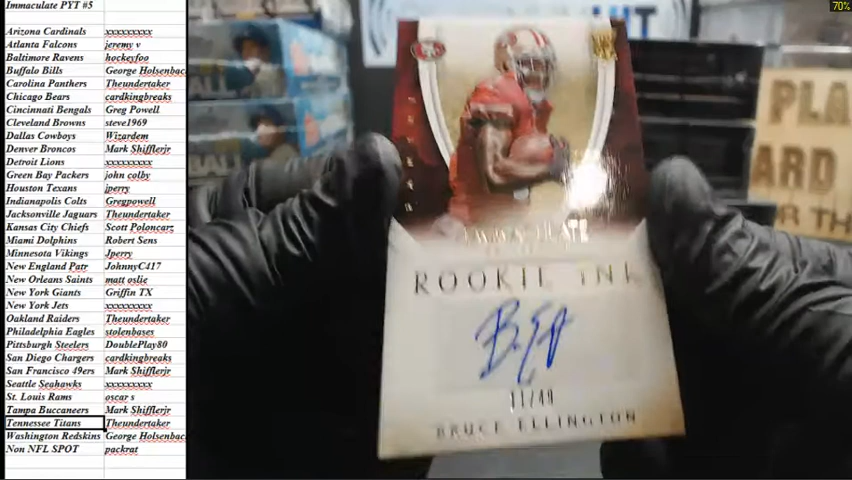 Immaculate PYT #5
Arizona Cardinals xxxxxxxxx
Atlanta Falcons jeremy v
Baltimore Ravens hockeyfoo
Buffalo Bills George Holsenbac
Carolina Panthers Theundertaker
Chicago Bears cardkingbreaks
Cincinnati Bengals Greg Powell
Cleveland Browns steve1969
Dallas Cowboys Wizardem
Denver Broncos Mark Shifflerjr
Detroit Lions xxxxxxxxx
Green Bay Packers john colby
Houston Texans jperry
Indianapolis Colts Gregpowell
Jacksonville Jaguars Theundertaker
Kansas City Chiefs Scott Poloncarz
Miami Dolphins Robert Sens
Minnesota Vikings Jperry
New England Patr JohnnyC417
New Orleans Saints matt oslie
New York Giants Griffin TX
New York Jets xxxxxxxxx
Oakland Raiders Theundertaker
Philadelphia Eagles stolenbases
Pittsburgh Steelers DoublePlay80
San Diego Chargers cardkingbreaks
San Francisco 49ers Mark Shifflerjr
Seattle Seahawks xxxxxxxxx
St. Louis Rams oscar s
Tampa Buccaneers Mark Shifflerjr
Tennessee Titans Theundertaker
Washington Redskins George Holsenbac
Non NFL SPOT packrat
70%
ROOKIE INK
11/49
BRUCE ELLINGTON
PLA
ARD
R TH